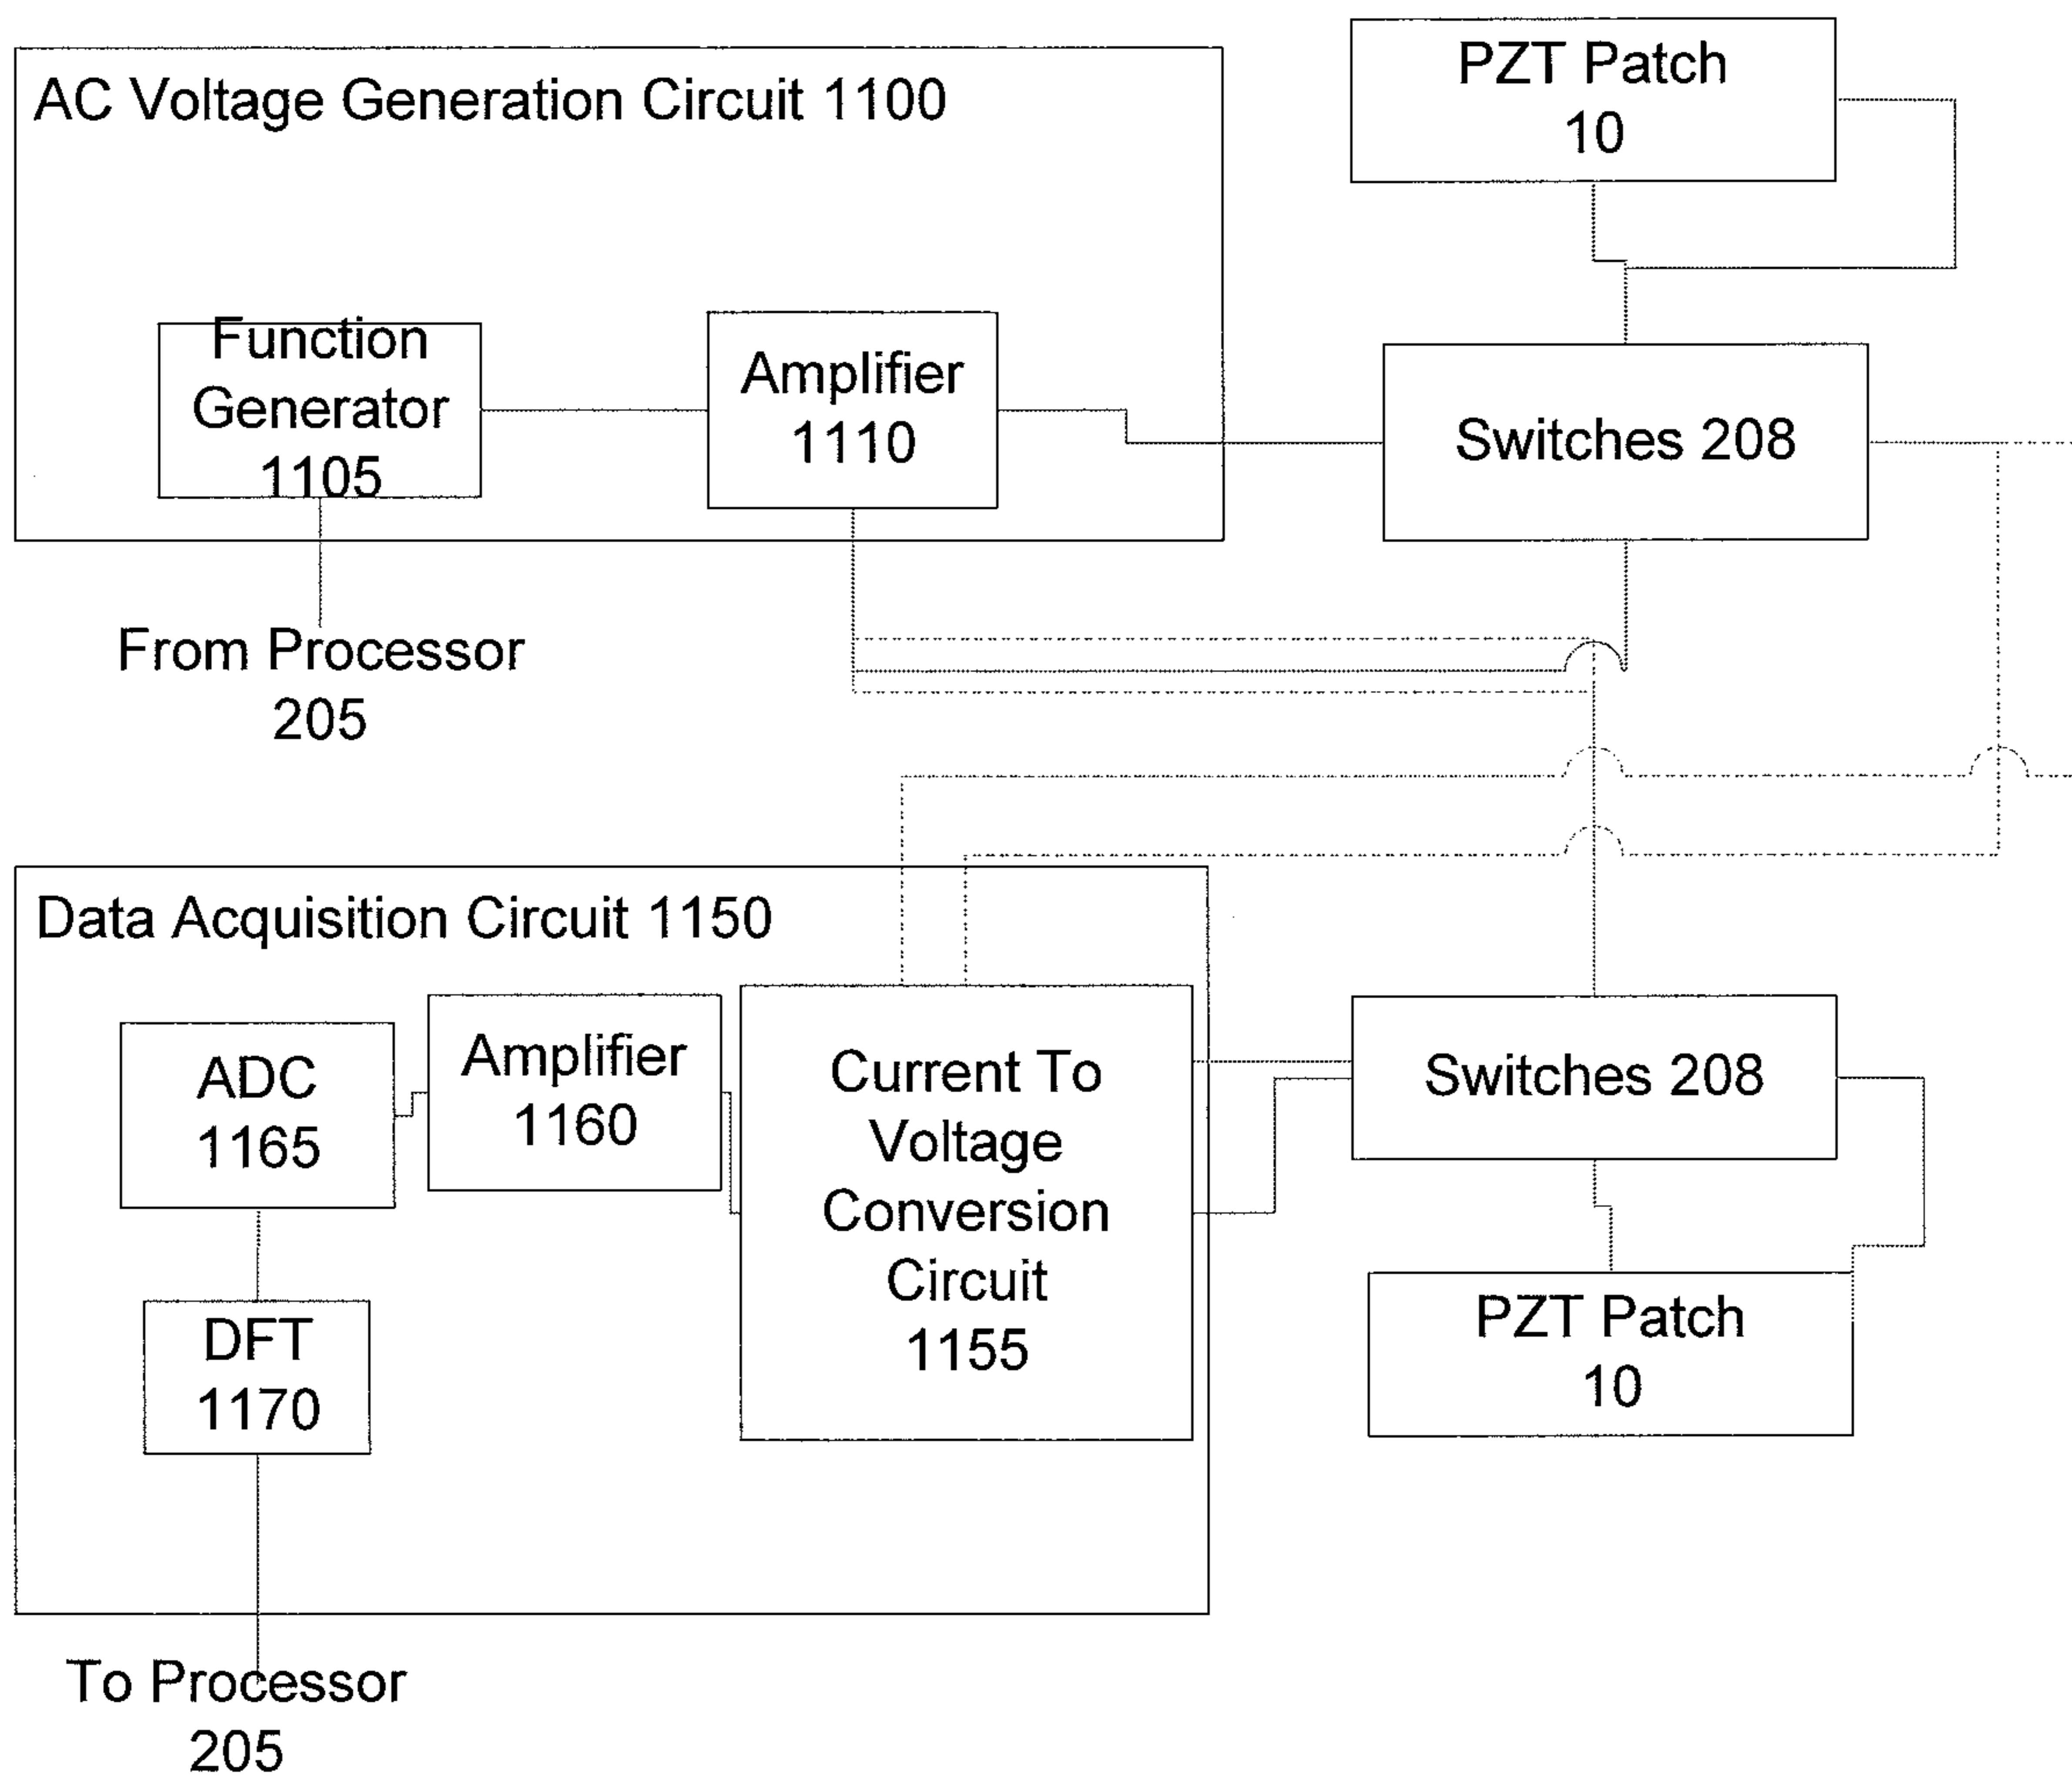 AC Voltage Generation Circuit 1100
PZT Patch
10
Function
Generator
1105
Amplifier
1110
Switches 208
From Processor
205
Data Acquisition Circuit 1150
ADC
1165
Amplifier
1160
Current To
Voltage
Conversion
Circuit
1155
Switches 208
DFT
1170
PZT Patch
10
To Processor
205